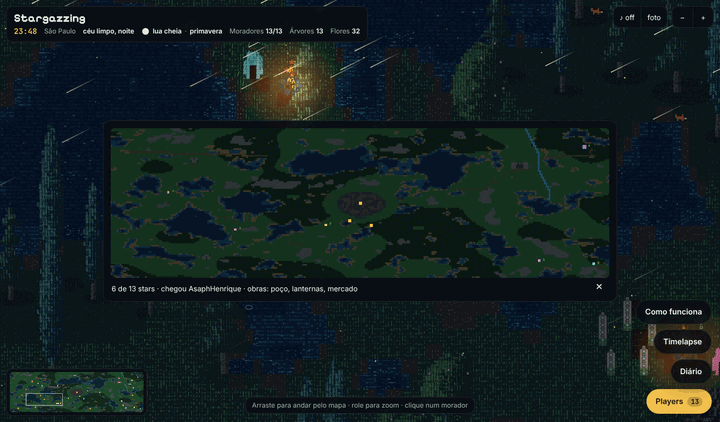 Stargazzing
23:48 São Paulo céu limpo, noite lua cheia · primavera Moradores 13/13 Árvores 13 Flores 32
♪ off foto − +
6 de 13 stars · chegou AsaphHenrique · obras: poço, lanternas, mercado ×
Como funciona
Timelapse
Diário
Players 13
Arraste para andar pelo mapa · role para zoom · clique num morador